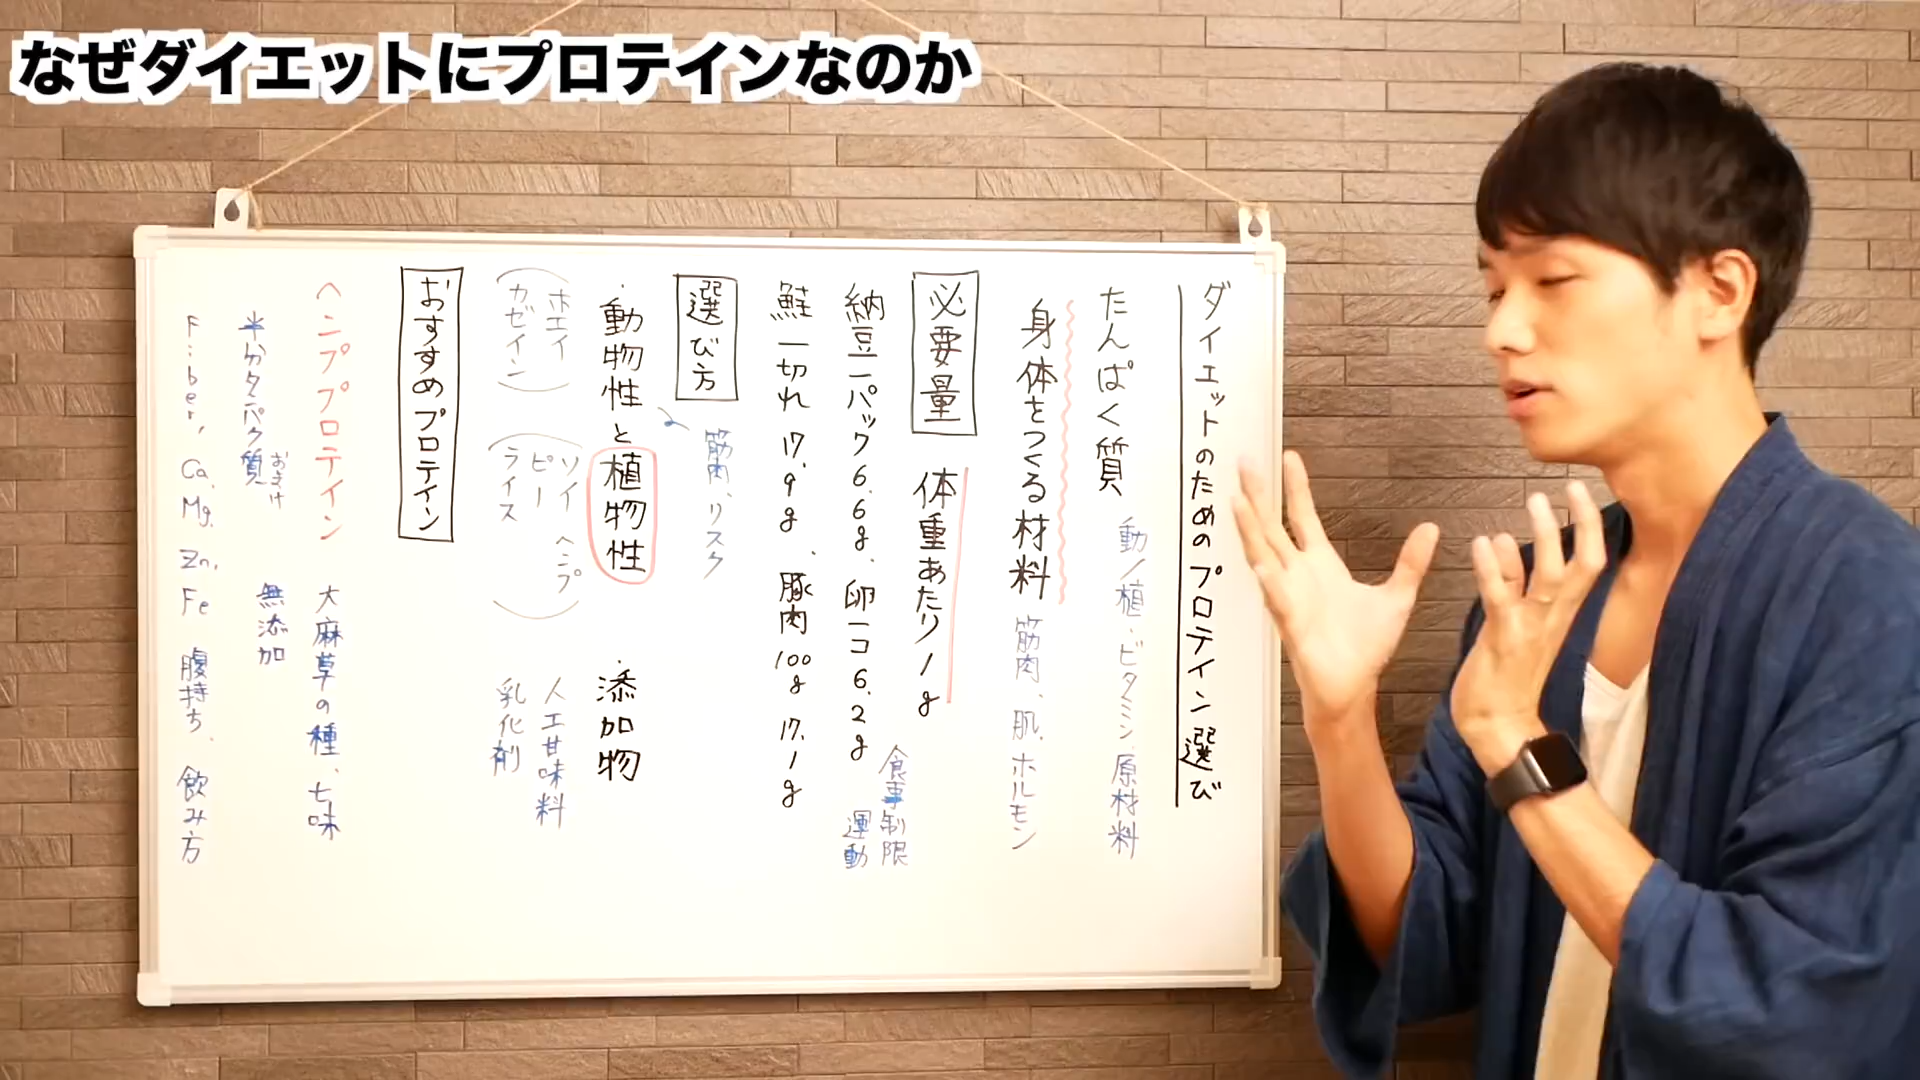 なぜダイエットにプロテインなのか
ダイエットのためのプロテイン選び
たんぱく質
動/植、ビタミン、原材料
身体をつくる材料
筋肉、肌、ホルモン
必要量
体重あたり1g
食事制限
運動
納豆一パック6.6g、卵一コ6.2g
鮭一切れ17.9g、豚肉100g 17.1g
選び方
筋肉、リスク
・動物性と植物性
・添加物
ホエイ
カゼイン
ソイ ヘンプ
ピー
ライス
人工甘味料
乳化剤
おすすめプロテイン
ヘンププロテイン
大麻草の種、七味
半分タパク質
おまけ
無添加
Fiber, Ca, Mg, Zn, Fe 腹持ち、飲み方